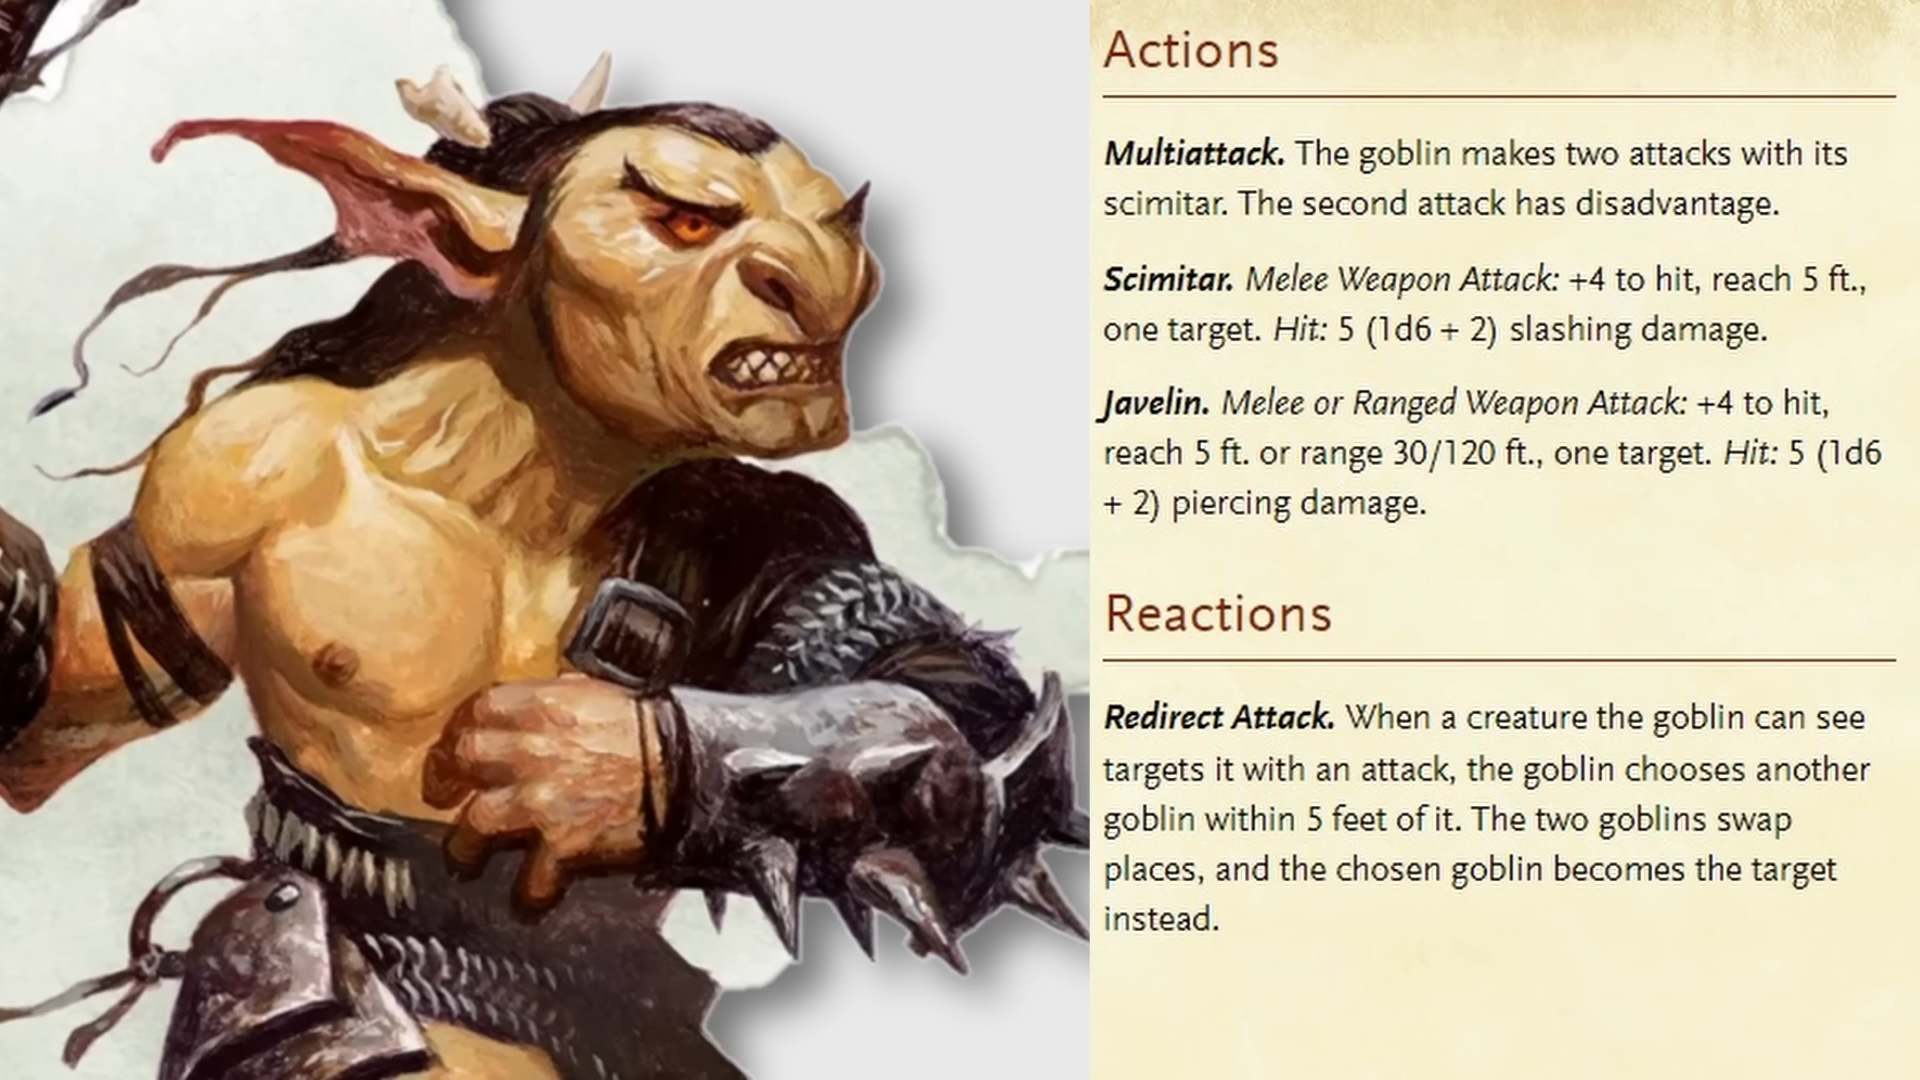 Actions
Multiattack. The goblin makes two attacks with its
scimitar. The second attack has disadvantage.
Scimitar. Melee Weapon Attack: +4 to hit, reach 5 ft.,
one target. Hit: 5 (1d6 + 2) slashing damage.
Javelin. Melee or Ranged Weapon Attack: +4 to hit,
reach 5 ft. or range 30/120 ft., one target. Hit: 5 (1d6
+ 2) piercing damage.
Reactions
Redirect Attack. When a creature the goblin can see
targets it with an attack, the goblin chooses another
goblin within 5 feet of it. The two goblins swap
places, and the chosen goblin becomes the target
instead.